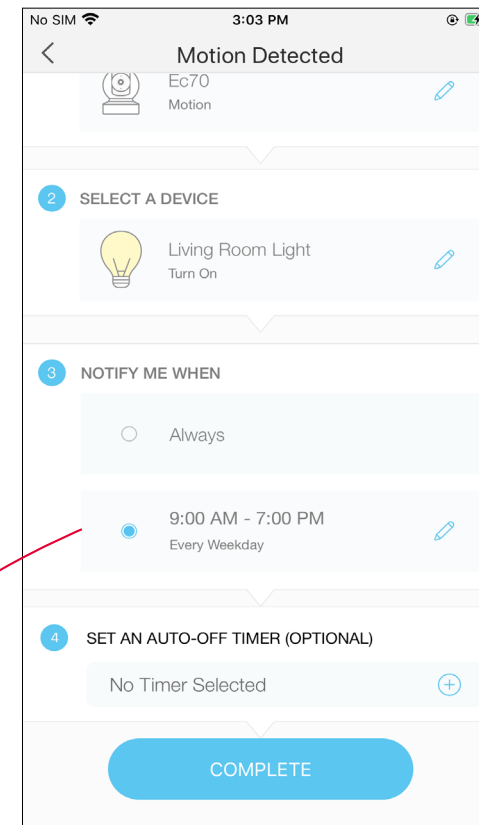 No SIM 3:03 PM
Motion Detected
Ec70
Motion
2 SELECT A DEVICE
Living Room Light
Turn On
3 NOTIFY ME WHEN
Always
9:00 AM - 7:00 PM
Every Weekday
4 SET AN AUTO-OFF TIMER (OPTIONAL)
No Timer Selected
COMPLETE